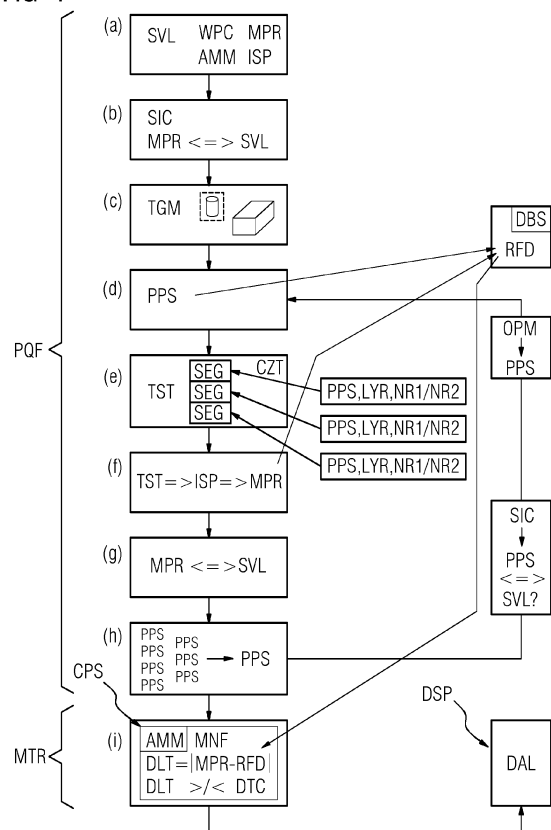 (a)
SVL WPC MPR
AMM ISP
(b)
SIC
MPR <=> SVL
(c)
TGM
DBS
RFD
(d)
PPS
OPM
PPS
PQF
(e)
TST
SEG
SEG
SEG
CZT
PPS,LYR,NR1/NR2
PPS,LYR,NR1/NR2
PPS,LYR,NR1/NR2
(f)
TST=>ISP=>MPR
SIC
PPS
<=>
SVL?
(g)
MPR <=>SVL
(h)
PPS
PPS
PPS
PPS
PPS
PPS
PPS
PPS
CPS
DSP
MTR
(i)
AMM MNF
DLT=|MPR-RFD|
DLT >/< DTC
DAL